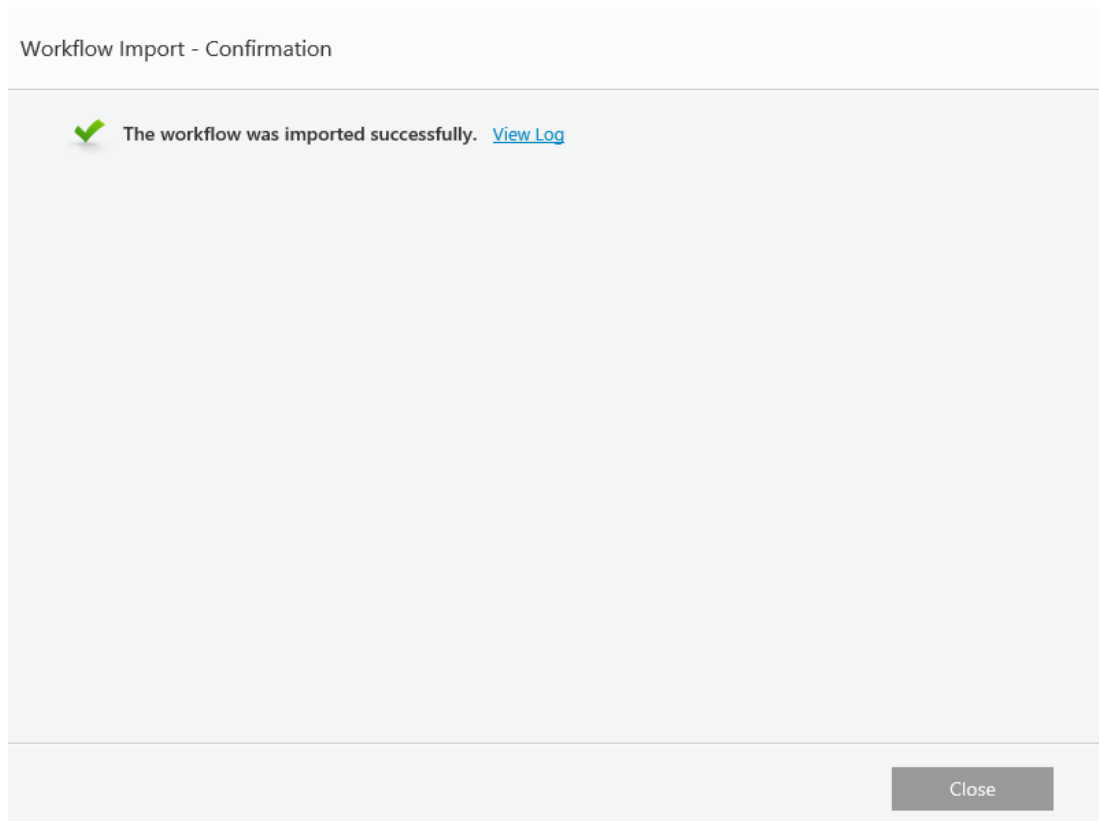 Workflow Import - Confirmation
The workflow was imported successfully. View Log
Close